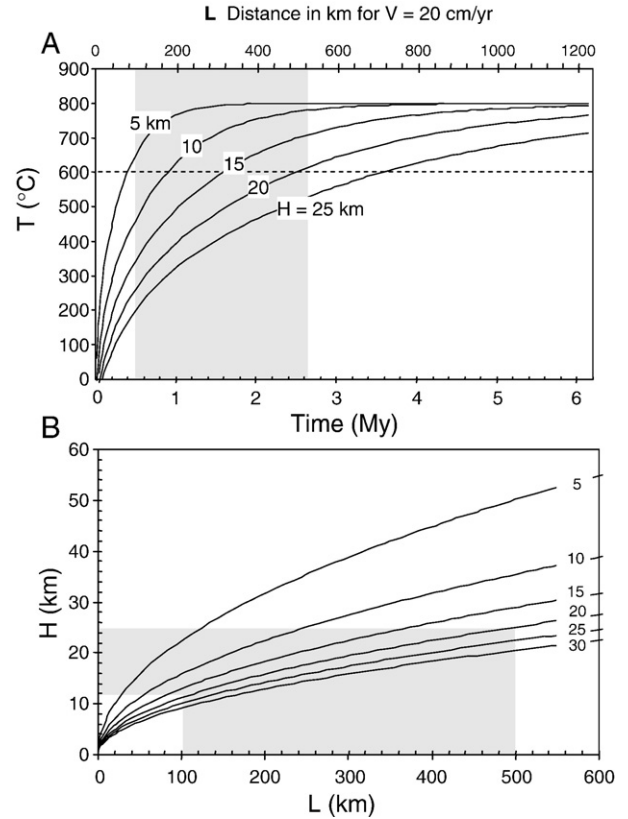 L Distance in km for V = 20 cm/yr
A
0 200 400 600 800 1000 1200
900
800
700
600
500
400
300
200
100
0
T (°C)
5 km
10
15
20
H = 25 km
0 1 2 3 4 5 6
Time (My)
B
60
50
40
30
20
10
0
H (km)
5
10
15
20
25
30
0 100 200 300 400 500 600
L (km)